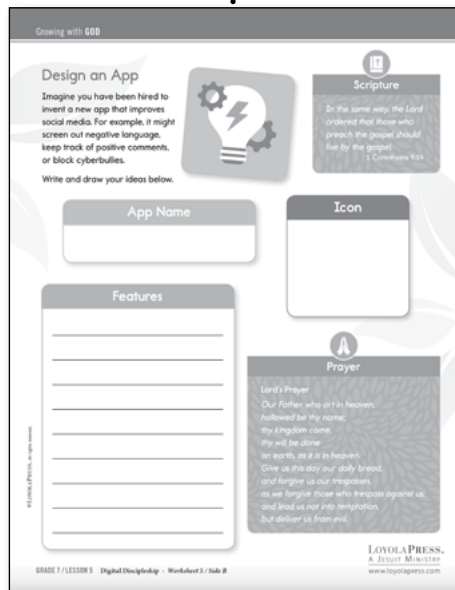 Growing with GOD
Design an App
Imagine you have been hired to
invent a new app that improves
social media. For example, it might
screen out negative language,
keep track of positive comments,
or block cyberbullies.
Write and draw your ideas below.
Scripture
In the same way, the Lord
ordered that those who
preach the gospel should
live by the gospel.
1 Corinthians 9:14
App Name
Icon
Features
Prayer
Lord's Prayer
Our Father who art in heaven,
hallowed be thy name;
thy kingdom come,
thy will be done
on earth, as it is in heaven.
Give us this day our daily bread,
and forgive us our trespasses,
as we forgive those who trespass against us;
and lead us not into temptation,
but deliver us from evil.
© LOYOLA PRESS. All rights reserved.
GRADE 7 / LESSON 5 Digital Discipleship • Worksheet 5 / Side B
LOYOLA PRESS.
A JESUIT MINISTRY
www.loyolapress.com